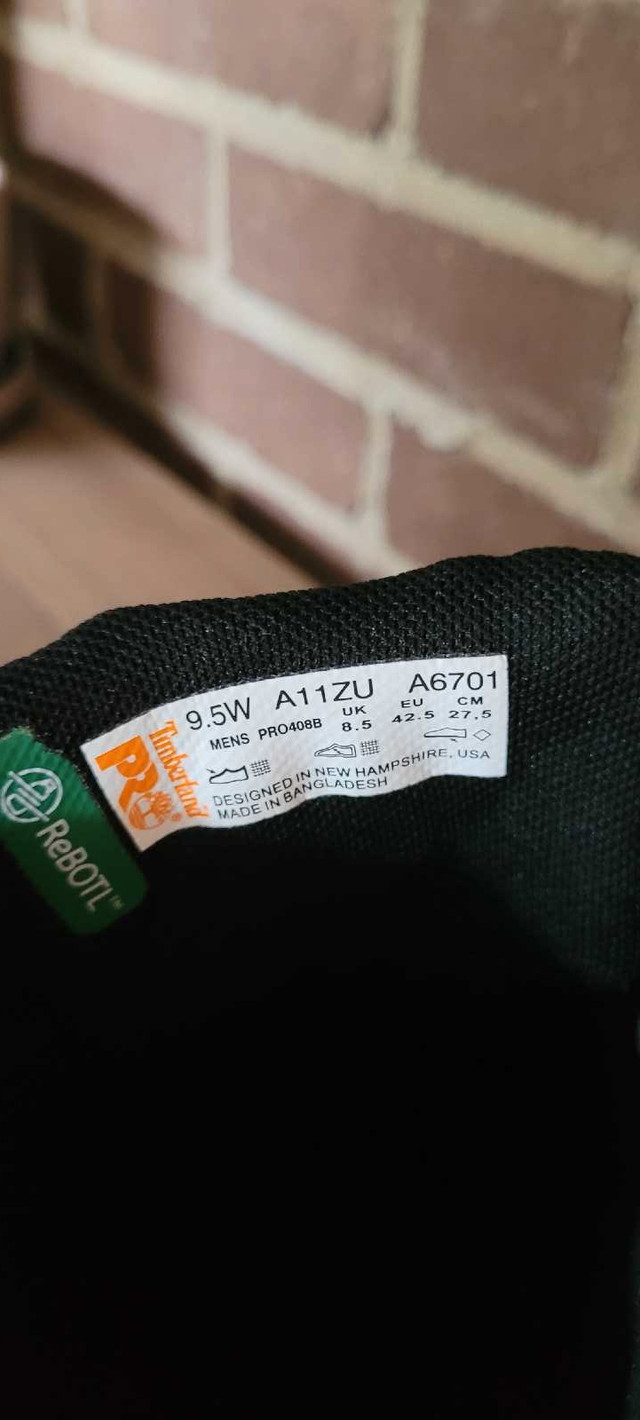 9.5W A11ZU A6701
MENS PRO408B UK EU CM
8.5 42.5 27.5
Timberland
PRO®
DESIGNED IN NEW HAMPSHIRE, USA
MADE IN BANGLADESH
ReBOTL™